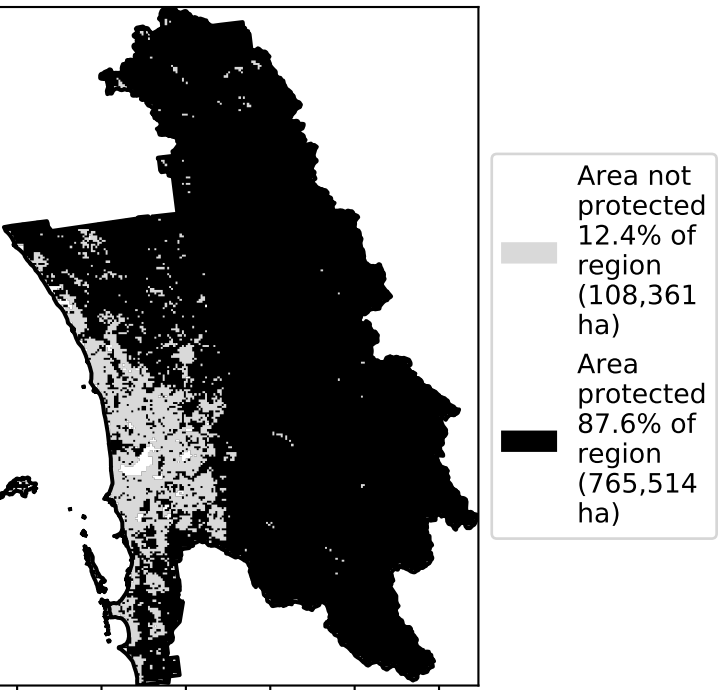 Area not
protected
12.4% of
region
(108,361
ha)
Area
protected
87.6% of
region
(765,514
ha)